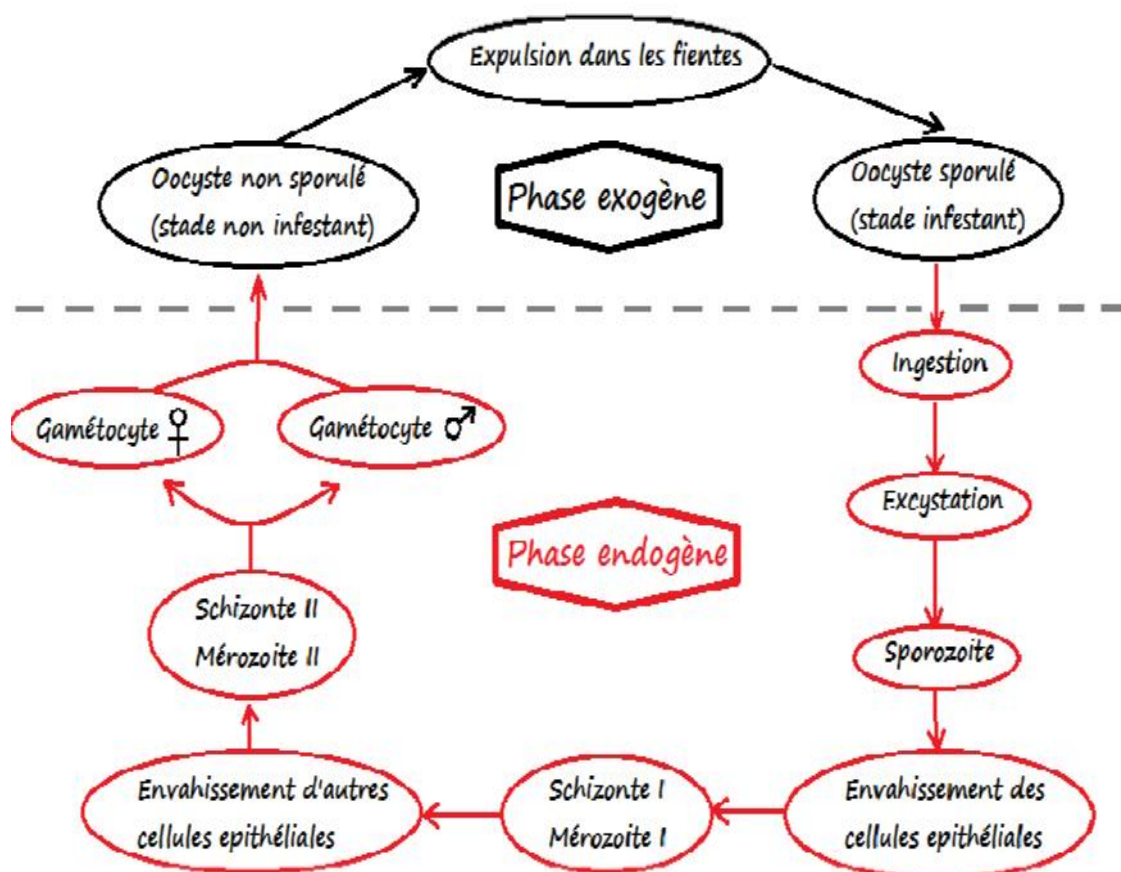 Expulsion dans les fientes
Oocyste non sporulé
(stade non infestant)
Phase exogène
Oocyste sporulé
(stade infestant)
Ingestion
Gamétocyte ♀
Gamétocyte ♂
Excystation
Phase endogène
Schizonte II
Mérozoite II
Sporozoite
Envahissement d'autres
cellules epithéliales
Schizonte I
Mérozoite I
Envahissement des
cellules epithéliales